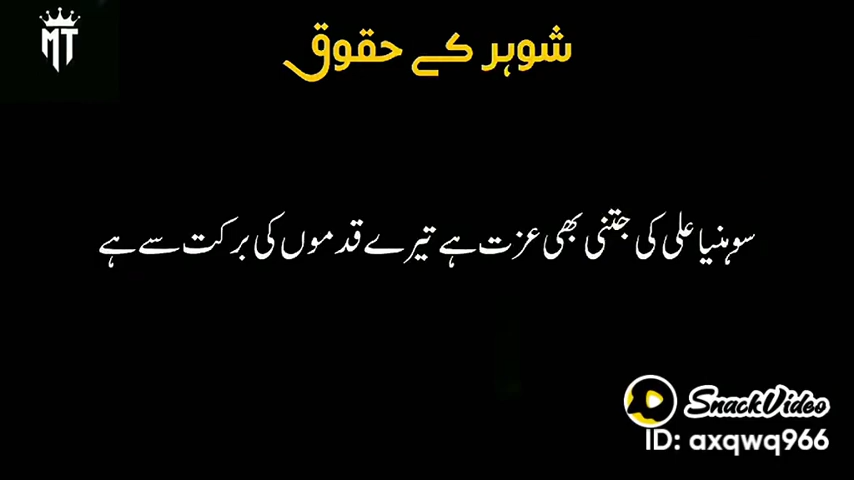 MT
شوہر کے حقوق
سوہنیا علی کی جتنی بھی عزت ہے تیرے قدموں کی برکت سے ہے
SnackVideo
ID: axqwq966